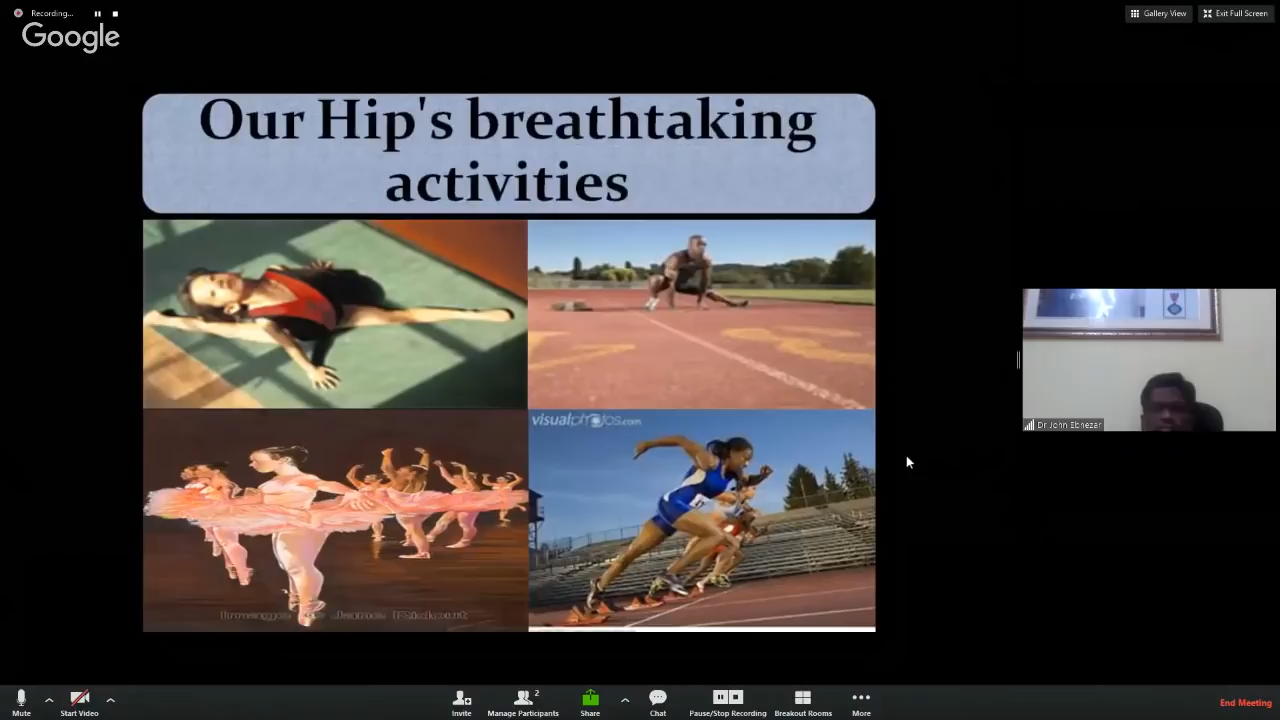 Recording...
Gallery View
Exit Full Screen
Google
Our Hip's breathtaking
activities
visualphotos.com
Dr John Ebnezar
Mute
Start Video
Invite
2
Manage Participants
Share
Chat
Pause/Stop Recording
Breakout Rooms
More
End Meeting